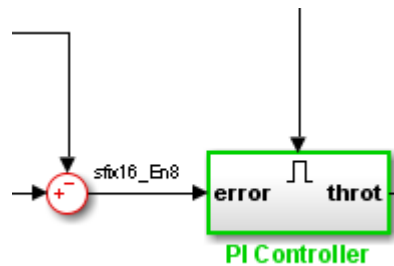 sfix16_En8
+ −
error throt
PI Controller